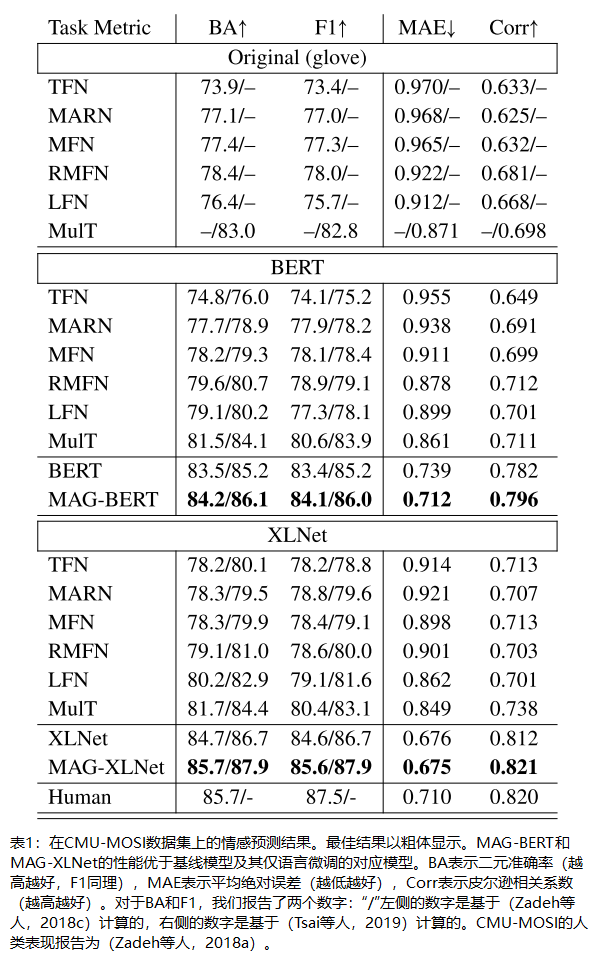 Task Metric BA↑ F1↑ MAE↓ Corr↑
Original (glove)
TFN 73.9/– 73.4/– 0.970/– 0.633/–
MARN 77.1/– 77.0/– 0.968/– 0.625/–
MFN 77.4/– 77.3/– 0.965/– 0.632/–
RMFN 78.4/– 78.0/– 0.922/– 0.681/–
LFN 76.4/– 75.7/– 0.912/– 0.668/–
MulT –/83.0 –/82.8 –/0.871 –/0.698
BERT
TFN 74.8/76.0 74.1/75.2 0.955 0.649
MARN 77.7/78.9 77.9/78.2 0.938 0.691
MFN 78.2/79.3 78.1/78.4 0.911 0.699
RMFN 79.6/80.7 78.9/79.1 0.878 0.712
LFN 79.1/80.2 77.3/78.1 0.899 0.701
MulT 81.5/84.1 80.6/83.9 0.861 0.711
BERT 83.5/85.2 83.4/85.2 0.739 0.782
MAG-BERT 84.2/86.1 84.1/86.0 0.712 0.796
XLNet
TFN 78.2/80.1 78.2/78.8 0.914 0.713
MARN 78.3/79.5 78.8/79.6 0.921 0.707
MFN 78.3/79.9 78.4/79.1 0.898 0.713
RMFN 79.1/81.0 78.6/80.0 0.901 0.703
LFN 80.2/82.9 79.1/81.6 0.862 0.701
MulT 81.7/84.4 80.4/83.1 0.849 0.738
XLNet 84.7/86.7 84.6/86.7 0.676 0.812
MAG-XLNet 85.7/87.9 85.6/87.9 0.675 0.821
Human 85.7/- 87.5/- 0.710 0.820
表1：在CMU-MOSI数据集上的情感预测结果。最佳结果以粗体显示。MAG-BERT和
MAG-XLNet的性能优于基线模型及其仅语言微调的对应模型。BA表示二元准确率（越
高越好，F1同理），MAE表示平均绝对误差（越低越好），Corr表示皮尔逊相关系数
（越高越好）。对于BA和F1，我们报告了两个数字：“/”左侧的数字是基于（Zadeh等
人，2018c）计算的，右侧的数字是基于（Tsai等人，2019）计算的。CMU-MOSI的人
类表现报告为（Zadeh等人，2018a）。